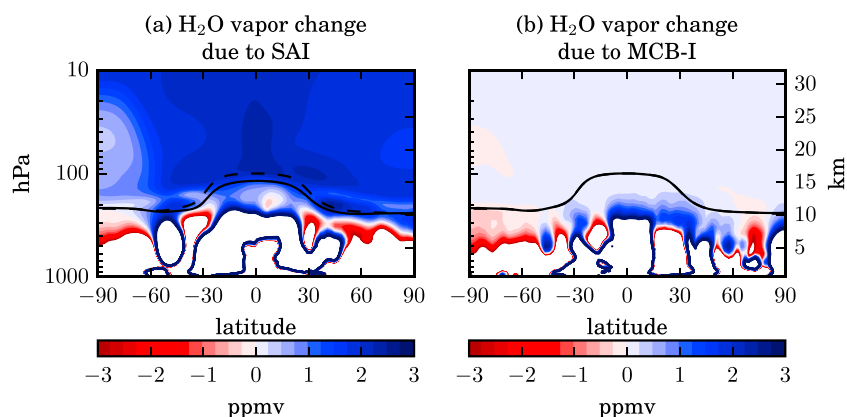 (a) H₂O vapor change
due to SAI
(b) H₂O vapor change
due to MCB-I
10
100
1000
hPa
−90 −60 −30 0 30 60 90
latitude
−90 −60 −30 0 30 60 90
latitude
30
25
20
15
10
5
km
−3 −2 −1 0 1 2 3
ppmv
−3 −2 −1 0 1 2 3
ppmv